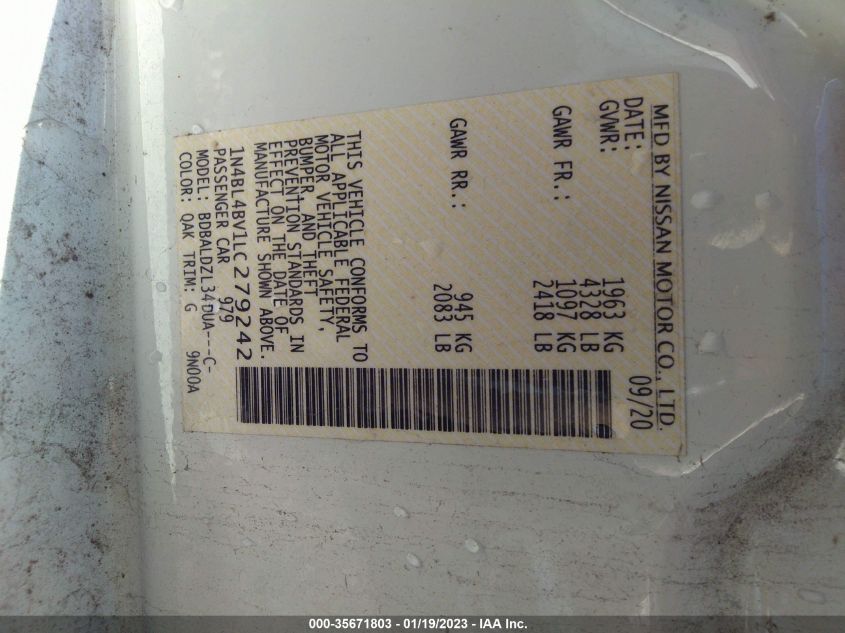 MFD BY NISSAN MOTOR CO., LTD.
DATE: 09/20
GVWR: 1963 KG
4328 LB
GAWR FR.: 1097 KG
2418 LB
GAWR RR.: 945 KG
2083 LB
THIS VEHICLE CONFORMS TO
ALL APPLICABLE FEDERAL
MOTOR VEHICLE SAFETY,
BUMPER, AND THEFT
PREVENTION STANDARDS IN
EFFECT ON THE DATE OF
MANUFACTURE SHOWN ABOVE.
1N4BL4BV1LC279242
PASSENGER CAR 979
MODEL: BDBALDZL34DUA---C-
COLOR: QAK TRIM: G 9N00A
000-35671803 - 01/19/2023 - IAA Inc.